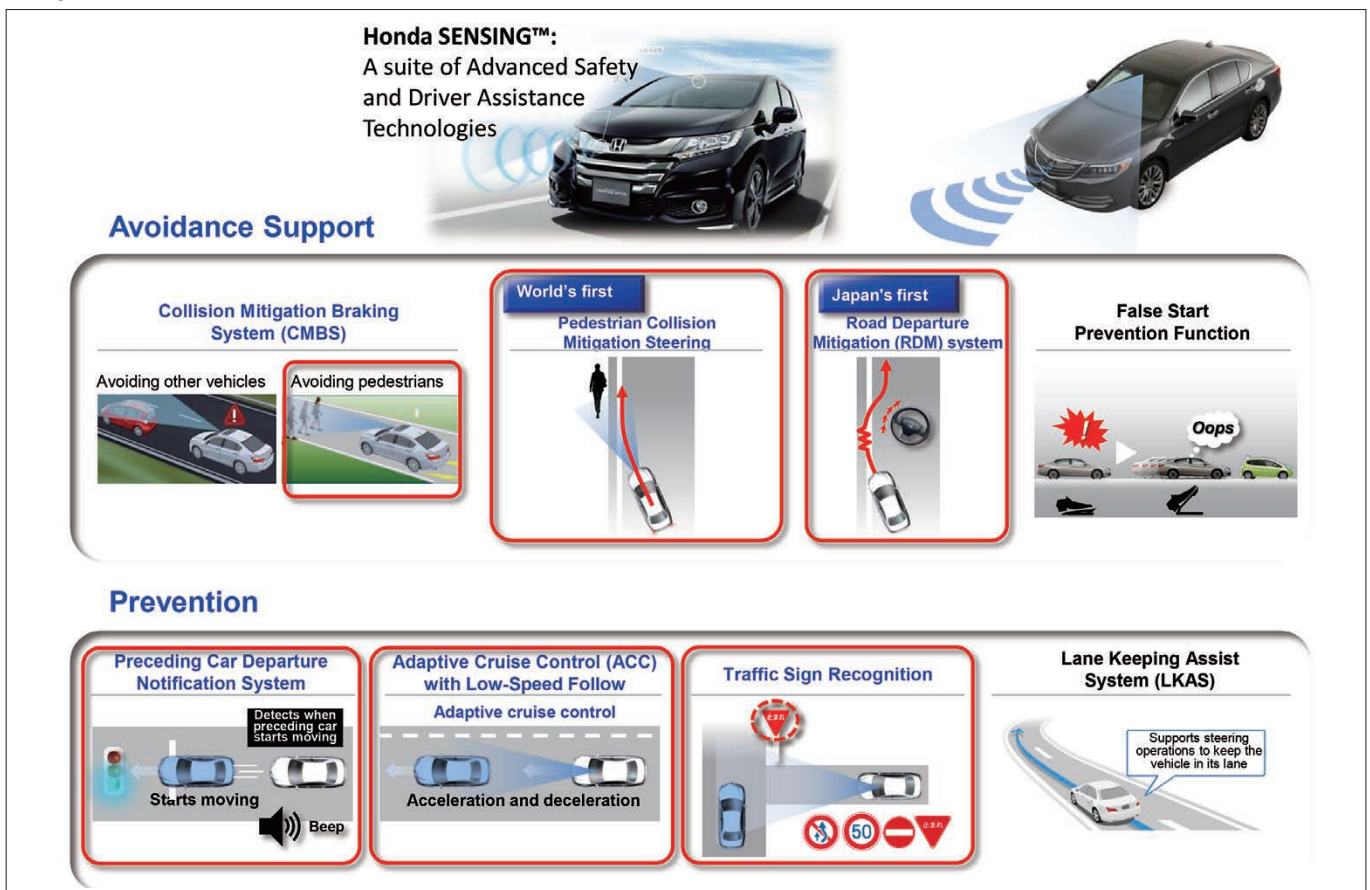 Honda SENSING™:
A suite of Advanced Safety
and Driver Assistance
Technologies
Avoidance Support
Collision Mitigation Braking
System (CMBS)
Avoiding other vehicles
Avoiding pedestrians
World's first
Pedestrian Collision
Mitigation Steering
Japan's first
Road Departure
Mitigation (RDM) system
False Start
Prevention Function
!
Oops
Prevention
Preceding Car Departure
Notification System
Detects when
preceding car
starts moving
Starts moving
Beep
Adaptive Cruise Control (ACC)
with Low-Speed Follow
Adaptive cruise control
Acceleration and deceleration
Traffic Sign Recognition
止まれ
50
止まれ
Lane Keeping Assist
System (LKAS)
Supports steering
operations to keep the
vehicle in its lane